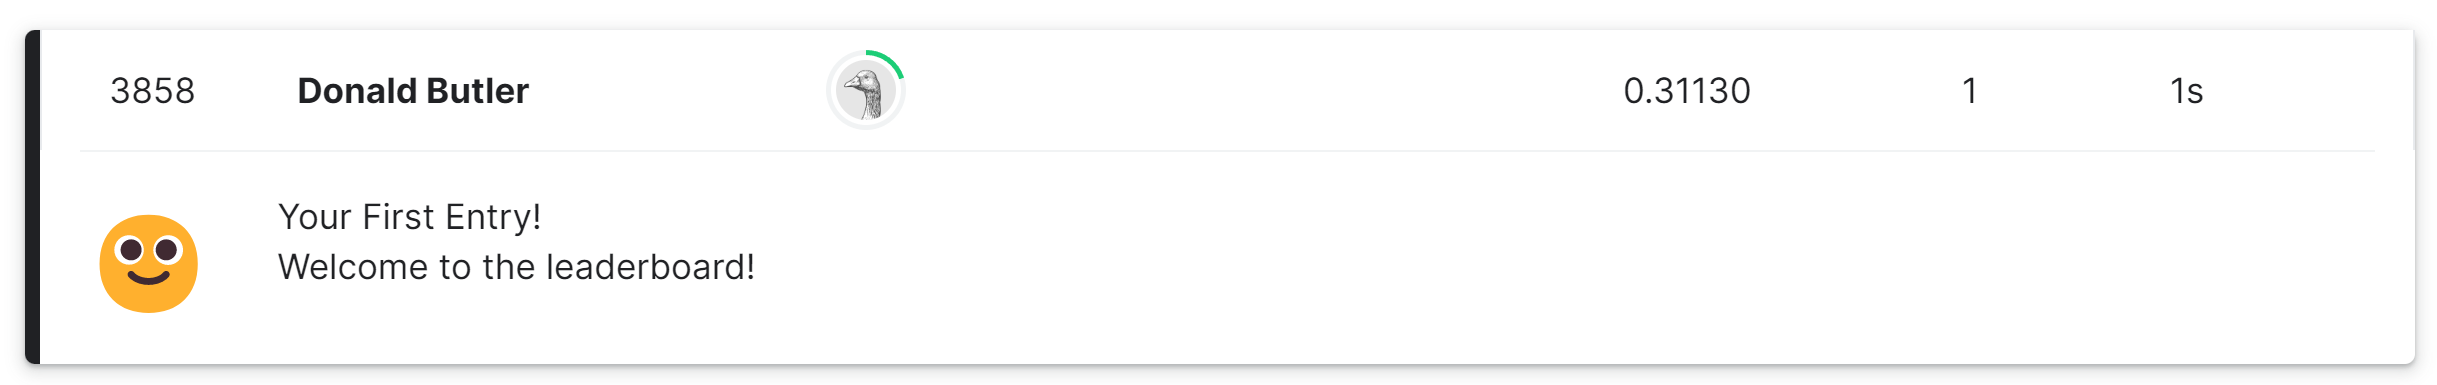 3858 Donald Butler 0.31130 1 1s
Your First Entry!
Welcome to the leaderboard!